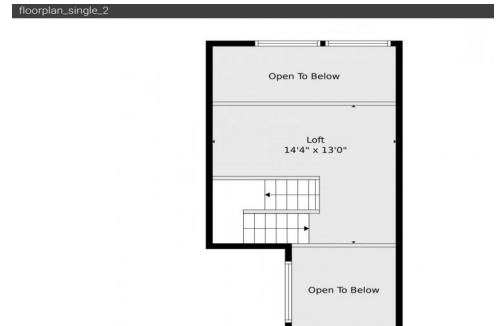 floorplan_single_2
Open To Below
Loft
14'4" x 13'0"
Open To Below